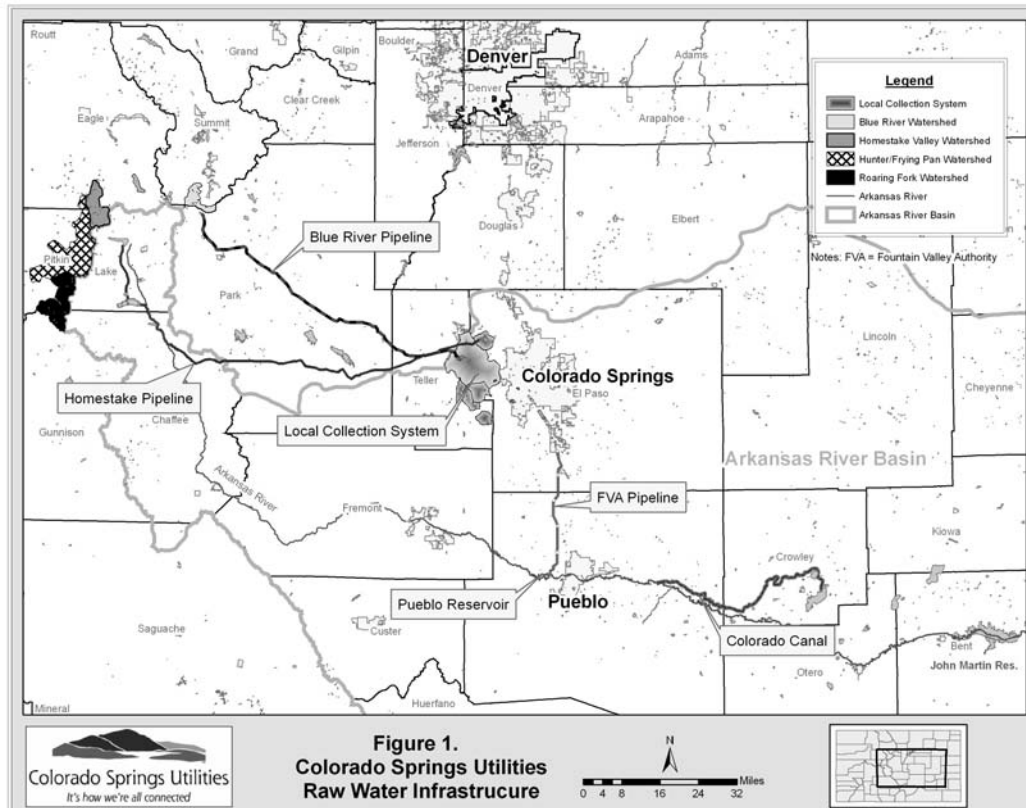 Routt
Grand
Gilpin
Boulder
Denver
Adams
Denver
Clear Creek
Eagle
Summit
Arapahoe
Jefferson
Legend
Local Collection System
Blue River Watershed
Homestake Valley Watershed
Hunter/Frying Pan Watershed
Roaring Fork Watershed
Arkansas River
Arkansas River Basin
Notes: FVA = Fountain Valley Authority
Douglas
Elbert
Blue River Pipeline
Pitkin
Lake
Park
Lincoln
Teller
Colorado Springs
Cheyenne
El Paso
Homestake Pipeline
Chaffee
Local Collection System
Gunnison
Arkansas River Basin
Arkansas River
FVA Pipeline
Fremont
Kiowa
Crowley
Pueblo Reservoir
Pueblo
Saguache
Custer
Colorado Canal
Otero
Bent
John Martin Res.
Huerfano
Mineral
Colorado Springs Utilities
It's how we're all connected
Figure 1.
Colorado Springs Utilities
Raw Water Infrastrucure
N
Miles
0 4 8 16 24 32